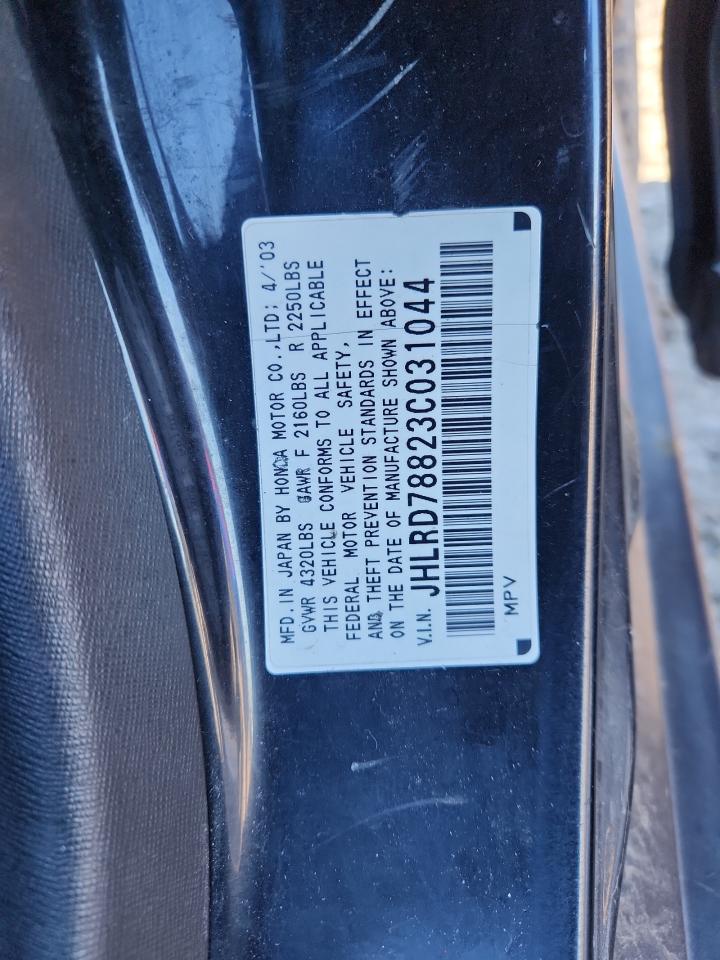 MFD. IN JAPAN BY HONDA MOTOR CO.,LTD: 4/'03
GVWR 4320LBS GAWR F 2160LBS R 2250LBS
THIS VEHICLE CONFORMS TO ALL APPLICABLE
FEDERAL MOTOR VEHICLE SAFETY,
AND THEFT PREVENTION STANDARDS IN EFFECT
ON THE DATE OF MANUFACTURE SHOWN ABOVE:
V.I.N. JHLRD78823C031044
MPV